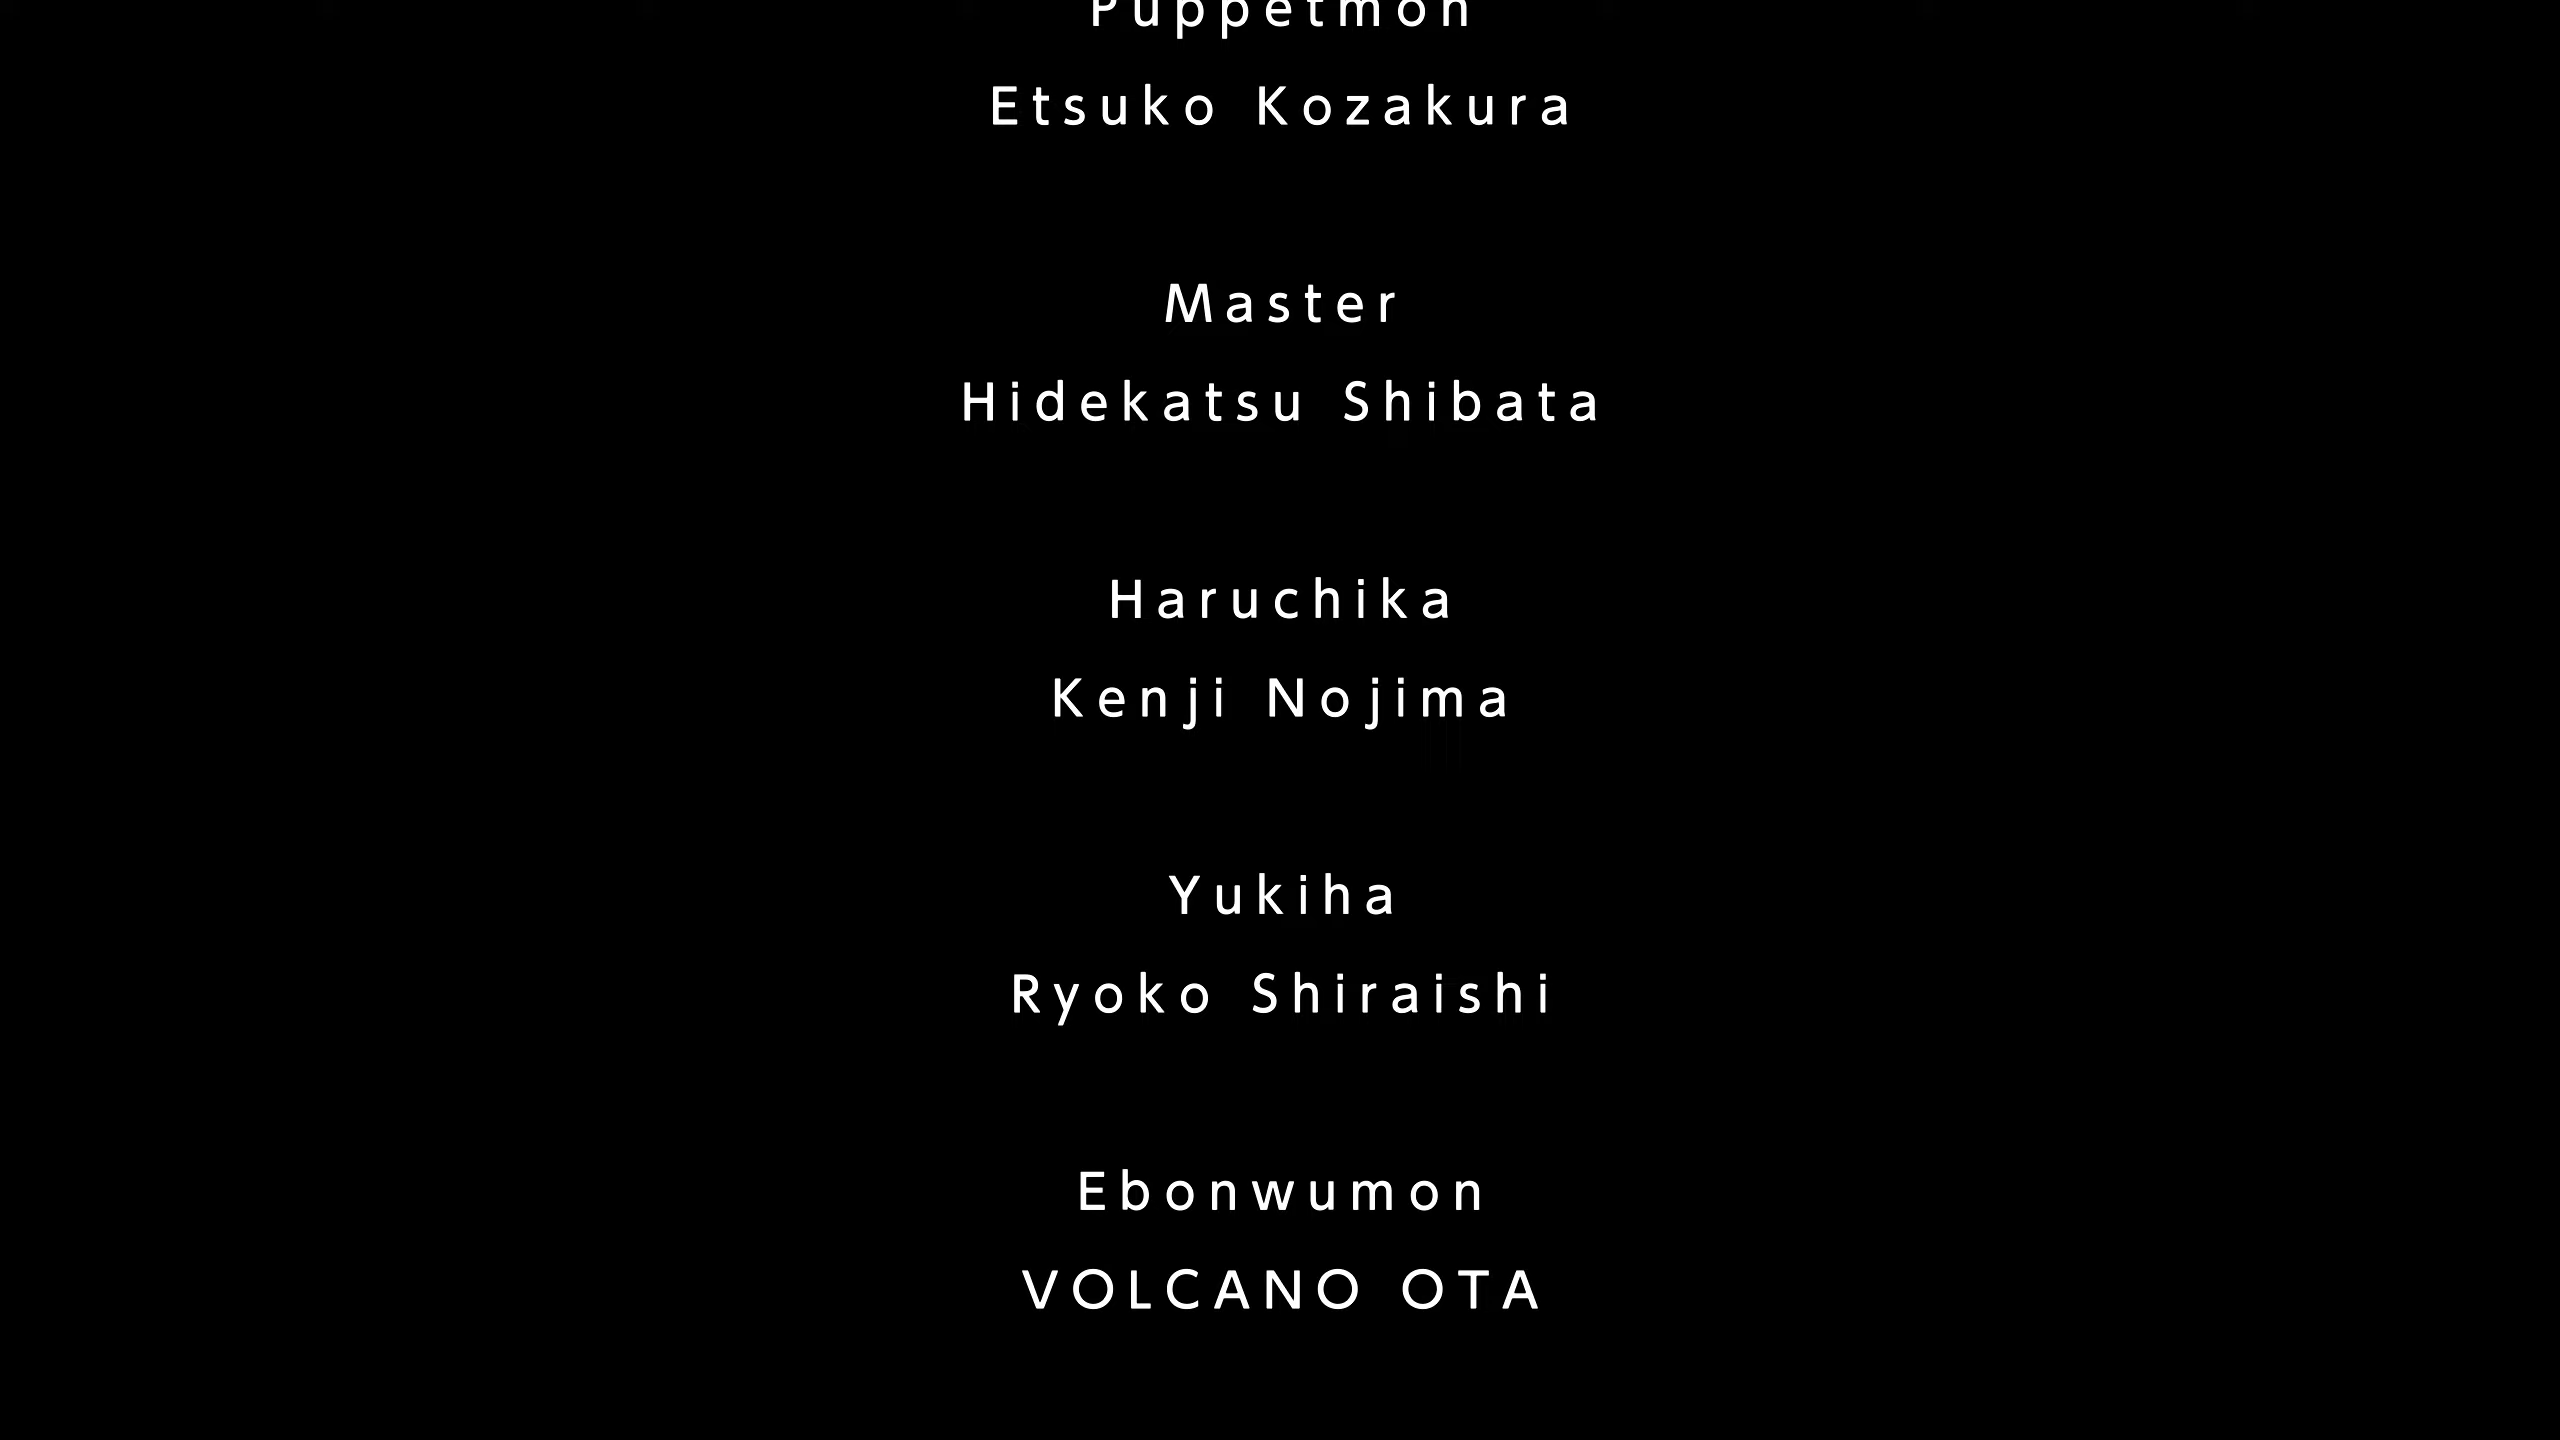 Puppetmon
Etsuko Kozakura
Master
Hidekatsu Shibata
Haruchika
Kenji Nojima
Yukiha
Ryoko Shiraishi
Ebonwumon
VOLCANO OTA